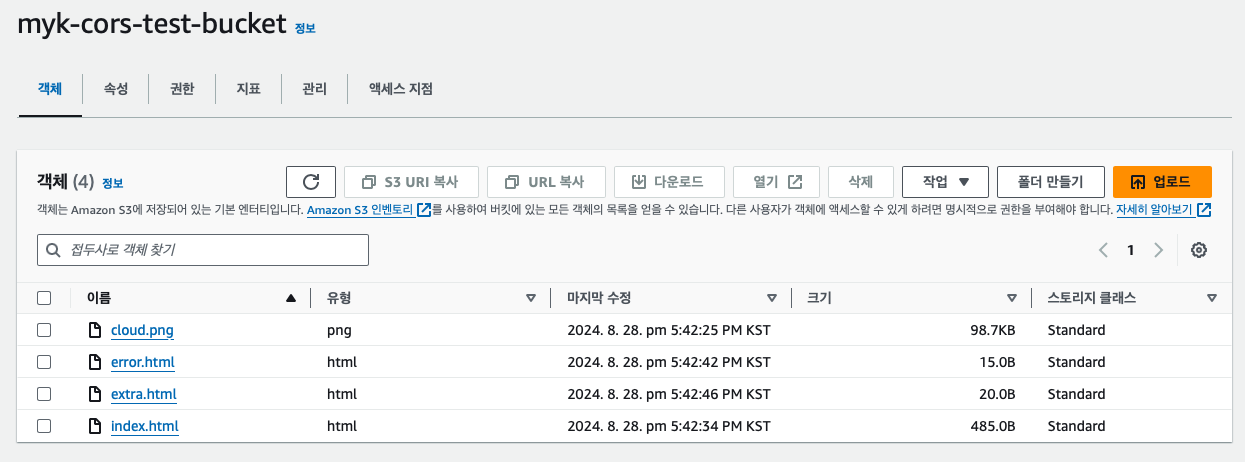 myk-cors-test-bucket 정보
객체 속성 권한 지표 관리 액세스 지점
객체 (4) 정보 S3 URI 복사 URL 복사 다운로드 열기 삭제 작업 폴더 만들기 업로드
객체는 Amazon S3에 저장되어 있는 기본 엔터티입니다. Amazon S3 인벤토리를 사용하여 버킷에 있는 모든 객체의 목록을 얻을 수 있습니다. 다른 사용자가 객체에 액세스할 수 있게 하려면 명시적으로 권한을 부여해야 합니다. 자세히 알아보기
접두사로 객체 찾기 1
이름 유형 마지막 수정 크기 스토리지 클래스
cloud.png png 2024. 8. 28. pm 5:42:25 PM KST 98.7KB Standard
error.html html 2024. 8. 28. pm 5:42:42 PM KST 15.0B Standard
extra.html html 2024. 8. 28. pm 5:42:46 PM KST 20.0B Standard
index.html html 2024. 8. 28. pm 5:42:34 PM KST 485.0B Standard